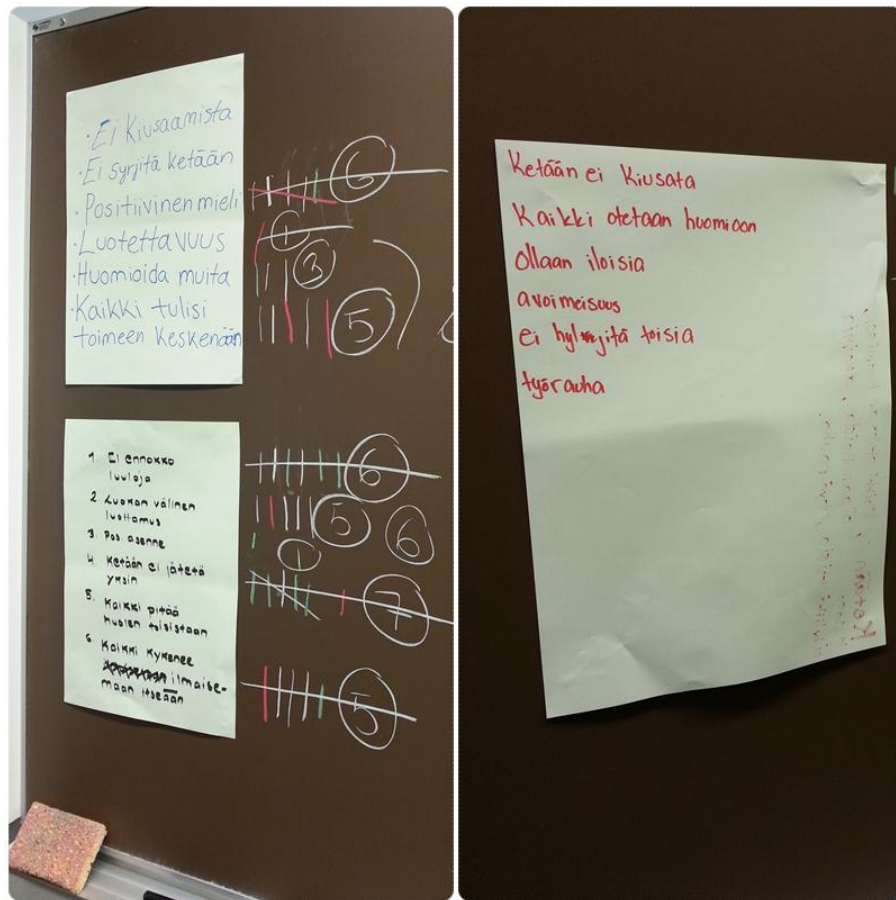 · Ei Kiusaamista
· Ei syrjitä ketään
· Positiivinen mieli
· Luotettavuus
· Huomioida muita
· Kaikki tulisi
toimeen keskenään
6
1
3
5
1 Ei ennakko
luuloja
2. Luokan välinen
luottamus
3. Pos. asenne
4. Ketään ei jätetä
yksin
5. Kaikki pitää
huolen toisistaan
6 Kaikki kykenee
ilmaise-
maan itseään
6
5
6
1
7
5
Ketään ei kiusata
Kaikki otetaan huomioon
ollaan iloisia
avoimeisuus
ei hyljitä toisia
työrauha